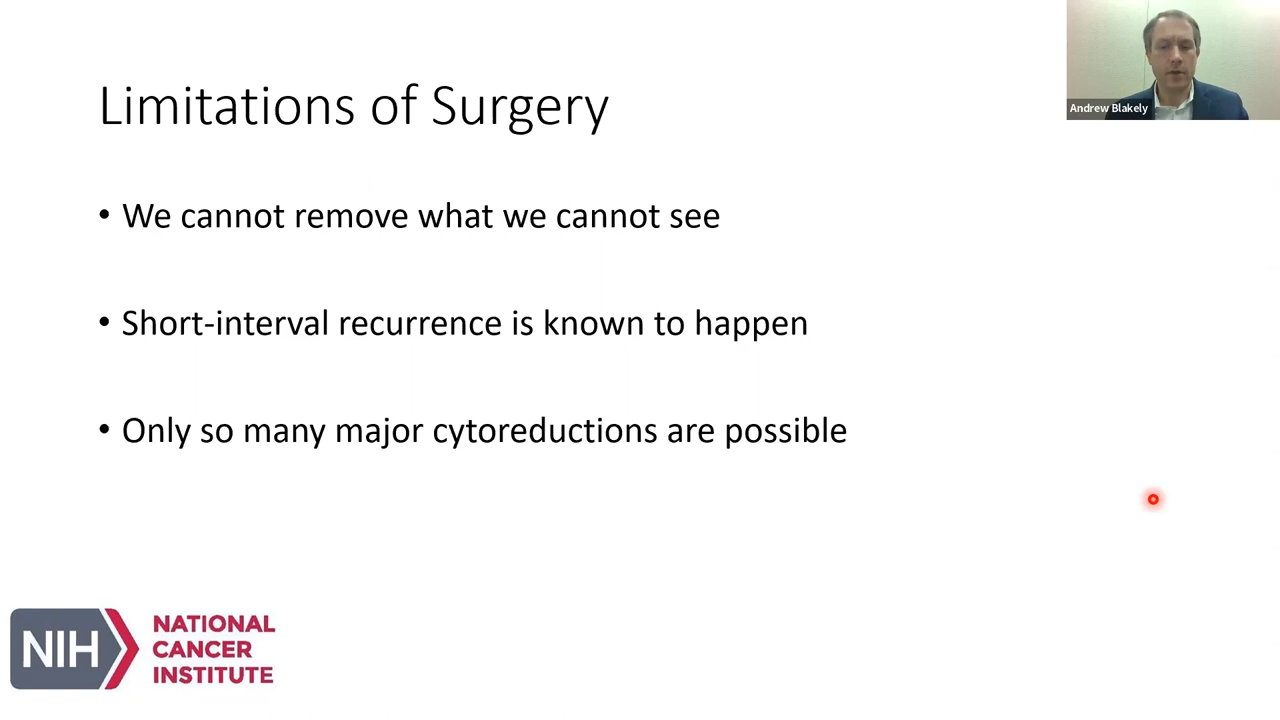 Andrew Blakely
Limitations of Surgery
• We cannot remove what we cannot see
• Short-interval recurrence is known to happen
• Only so many major cytoreductions are possible
NIH
NATIONAL
CANCER
INSTITUTE